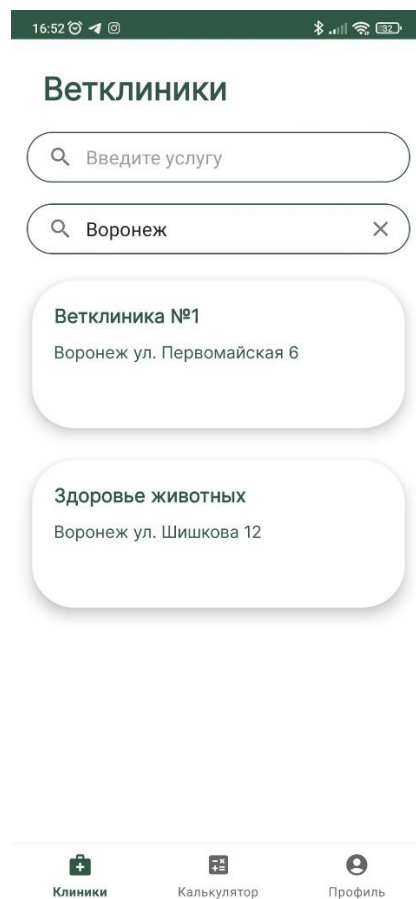 16:52
32
Ветклиники
Введите услугу
Воронеж
Ветклиника №1
Воронеж ул. Первомайская 6
Здоровье животных
Воронеж ул. Шишкова 12
Клиники Калькулятор Профиль